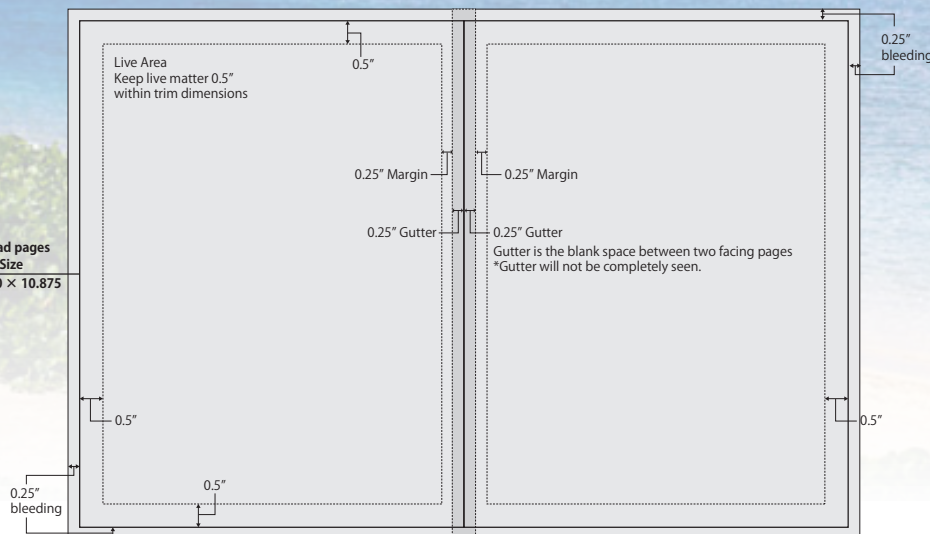 0.5”
0.25”
bleeding
Live Area
Keep live matter 0.5”
within trim dimensions
0.25” Margin
0.25” Margin
0.25” Gutter
0.25” Gutter
Gutter is the blank space between two facing pages
*Gutter will not be completely seen.
pages
Size
× 10.875
0.5”
0.5”
0.5”
0.25”
bleeding